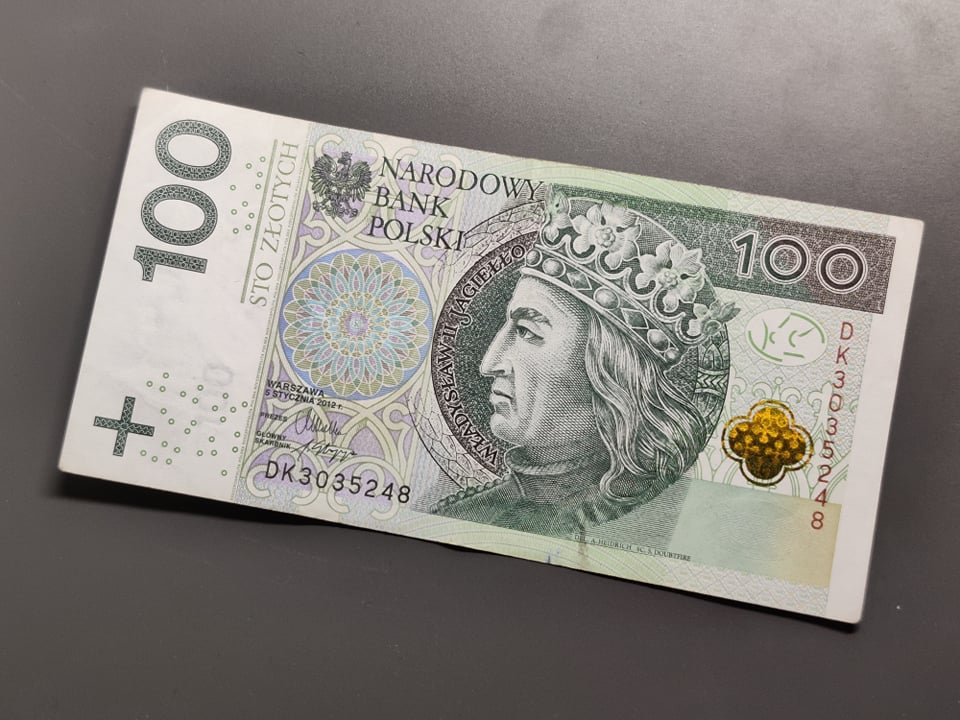 100
STO ZŁOTYCH
NARODOWY
BANK
POLSKI
WŁADYSŁAW II JAGIEŁŁO
100
WARSZAWA
5 STYCZNIA 2012 r.
PREZES
GŁÓWNY
SKARBNIK
DK3035248
DK3035248
A. HEIDRICH SC. S. DOUBTFIRE